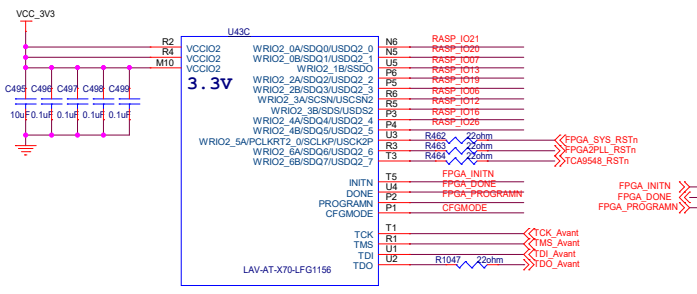 VCC_3V3
U43C
R2 VCCIO2 WRIO2_0A/SDQ0/USDQ2_0 N6 RASP_IO21
R4 VCCIO2 WRIO2_0B/SDQ1/USDQ2_1 N5 RASP_IO20
M10 VCCIO2 WRIO2_1B/SSDO U5 RASP_IO07
3.3V
WRIO2_2A/SDQ2/USDQ2_2 P6 RASP_IO13
WRIO2_2B/SDQ3/USDQ2_3 P5 RASP_IO19
WRIO2_3A/SCSN/USCSN2 R6 RASP_IO06
WRIO2_3B/SDS/USDS2 R5 RASP_IO12
WRIO2_4A/SDQ4/USDQ2_4 P3 RASP_IO16
WRIO2_4B/SDQ5/USDQ2_5 P4 RASP_IO26
WRIO2_5A/PCLKRT2_0/SCLKP/USCK2P U3 R462 22ohm FPGA_SYS_RSTn
WRIO2_6A/SDQ6/USDQ2_6 R3 R463 22ohm FPGA2PLL_RSTn
WRIO2_6B/SDQ7/USDQ2_7 T3 R464 22ohm TCA9548_RSTn
C495 C496 C497 C498 C499
10uF 0.1uF 0.1uF 0.1uF 0.1uF
INITN T5 FPGA_INITN
DONE U4 FPGA_DONE
PROGRAMN P2 FPGA_PROGRAMN
CFGMODE P1 CFGMODE
FPGA_INITN
FPGA_DONE
FPGA_PROGRAMN
TCK T1 TCK_Avant
TMS R1 TMS_Avant
TDI U1 TDI_Avant
TDO U2 R1047 22ohm TDO_Avant
LAV-AT-X70-LFG1156